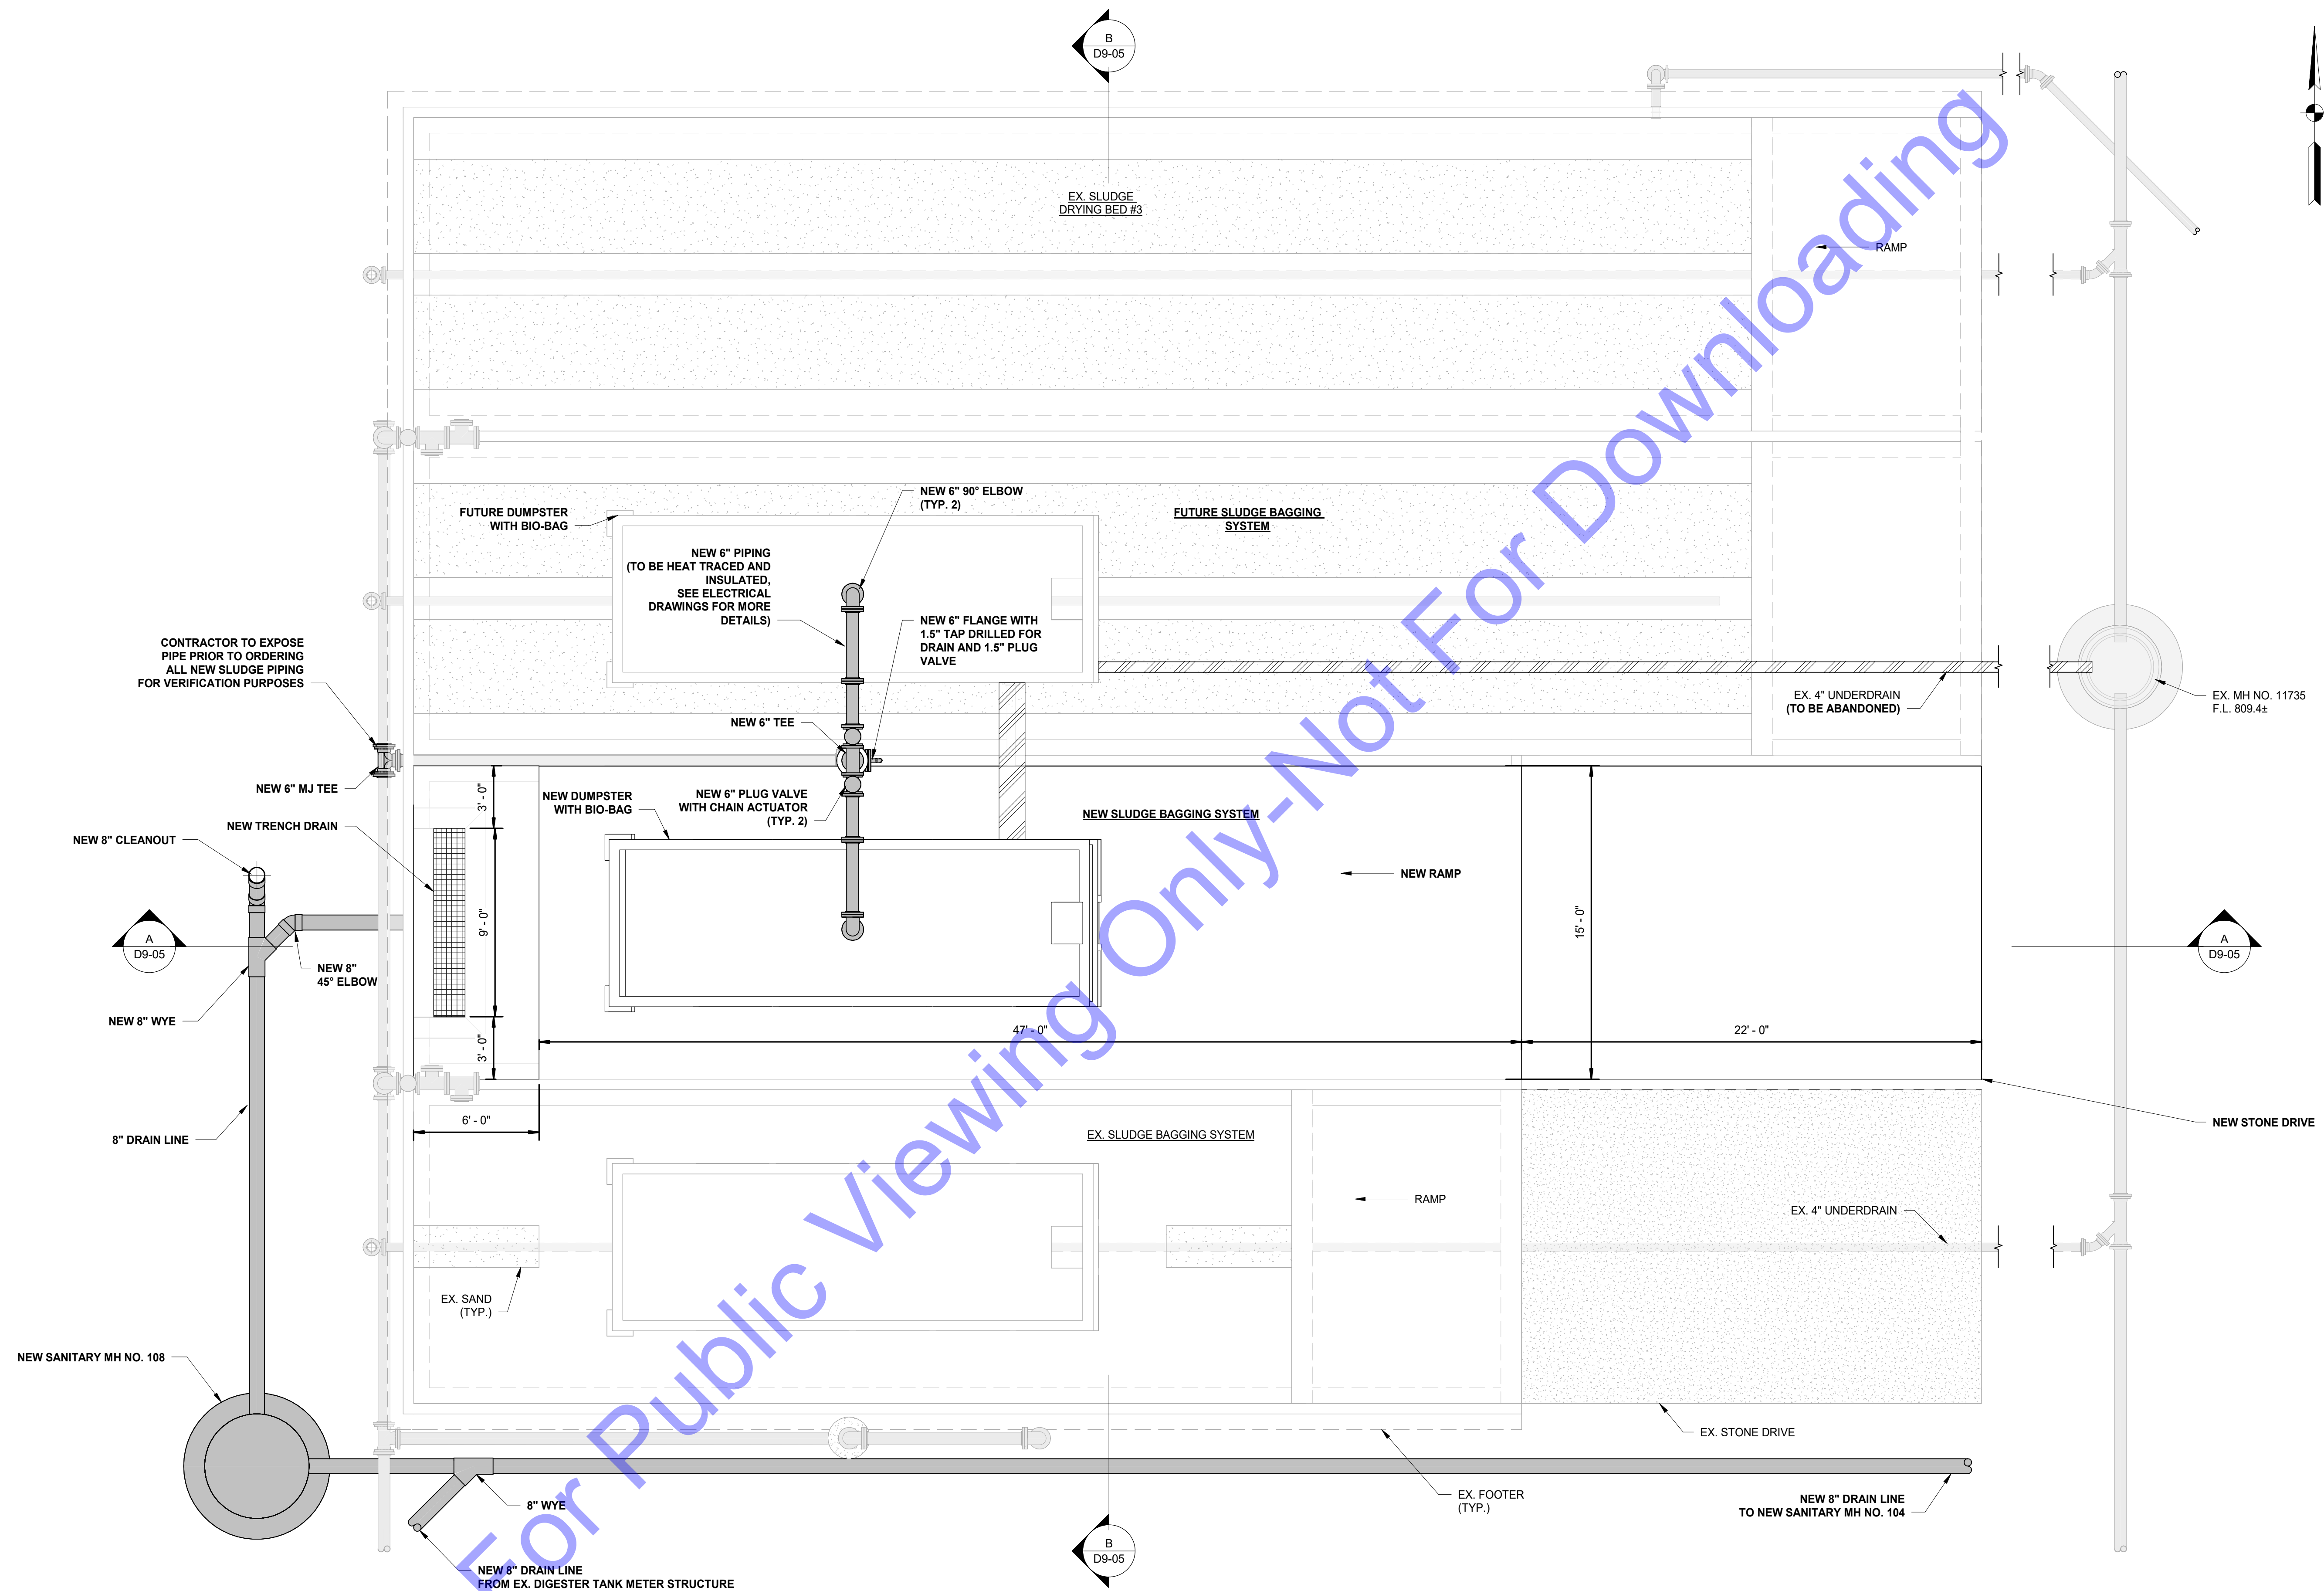 B
D9-05
EX. SLUDGE
DRYING BED #3
RAMP
FUTURE DUMPSTER
WITH BIO-BAG
NEW 6" 90° ELBOW
(TYP. 2)
FUTURE SLUDGE BAGGING
SYSTEM
NEW 6" PIPING
(TO BE HEAT TRACED AND
INSULATED,
SEE ELECTRICAL
DRAWINGS FOR MORE
DETAILS)
NEW 6" FLANGE WITH
1.5" TAP DRILLED FOR
DRAIN AND 1.5" PLUG
VALVE
CONTRACTOR TO EXPOSE
PIPE PRIOR TO ORDERING
ALL NEW SLUDGE PIPING
FOR VERIFICATION PURPOSES
EX. 4" UNDERDRAIN
(TO BE ABANDONED)
EX. MH NO. 11735
F.L. 809.4±
NEW 6" TEE
NEW 6" MJ TEE
3' - 0"
NEW DUMPSTER
WITH BIO-BAG
NEW 6" PLUG VALVE
WITH CHAIN ACTUATOR
(TYP. 2)
NEW SLUDGE BAGGING SYSTEM
NEW TRENCH DRAIN
NEW 8" CLEANOUT
NEW RAMP
9' - 0"
15' - 0"
A
D9-05
A
D9-05
NEW 8"
45° ELBOW
NEW 8" WYE
3' - 0"
47' - 0"
22' - 0"
6' - 0"
8" DRAIN LINE
EX. SLUDGE BAGGING SYSTEM
NEW STONE DRIVE
RAMP
EX. 4" UNDERDRAIN
EX. SAND
(TYP.)
NEW SANITARY MH NO. 108
EX. STONE DRIVE
8" WYE
EX. FOOTER
(TYP.)
NEW 8" DRAIN LINE
TO NEW SANITARY MH NO. 104
B
D9-05
NEW 8" DRAIN LINE
FROM EX. DIGESTER TANK METER STRUCTURE
For Public Viewing Only-Not For Downloading